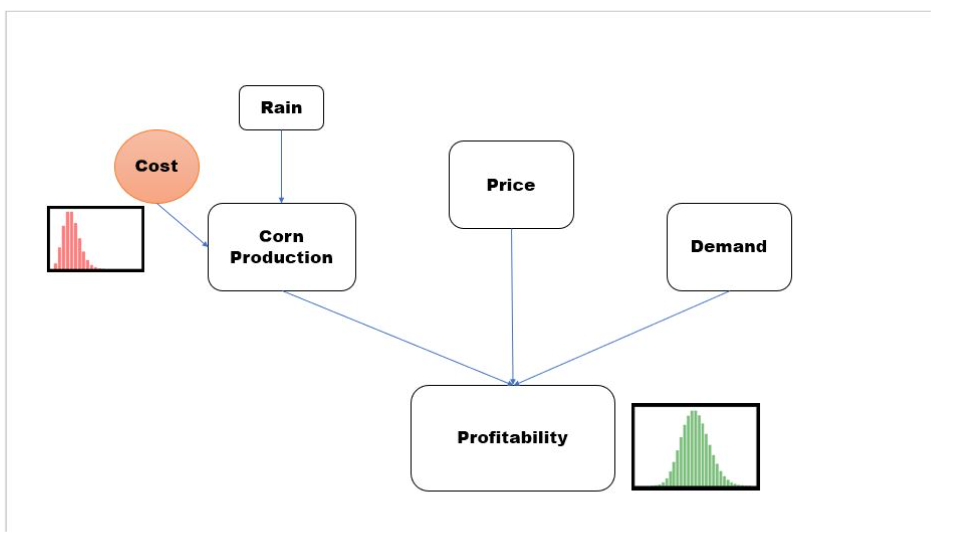 Rain
Cost
Price
Corn
Production
Demand
Profitability